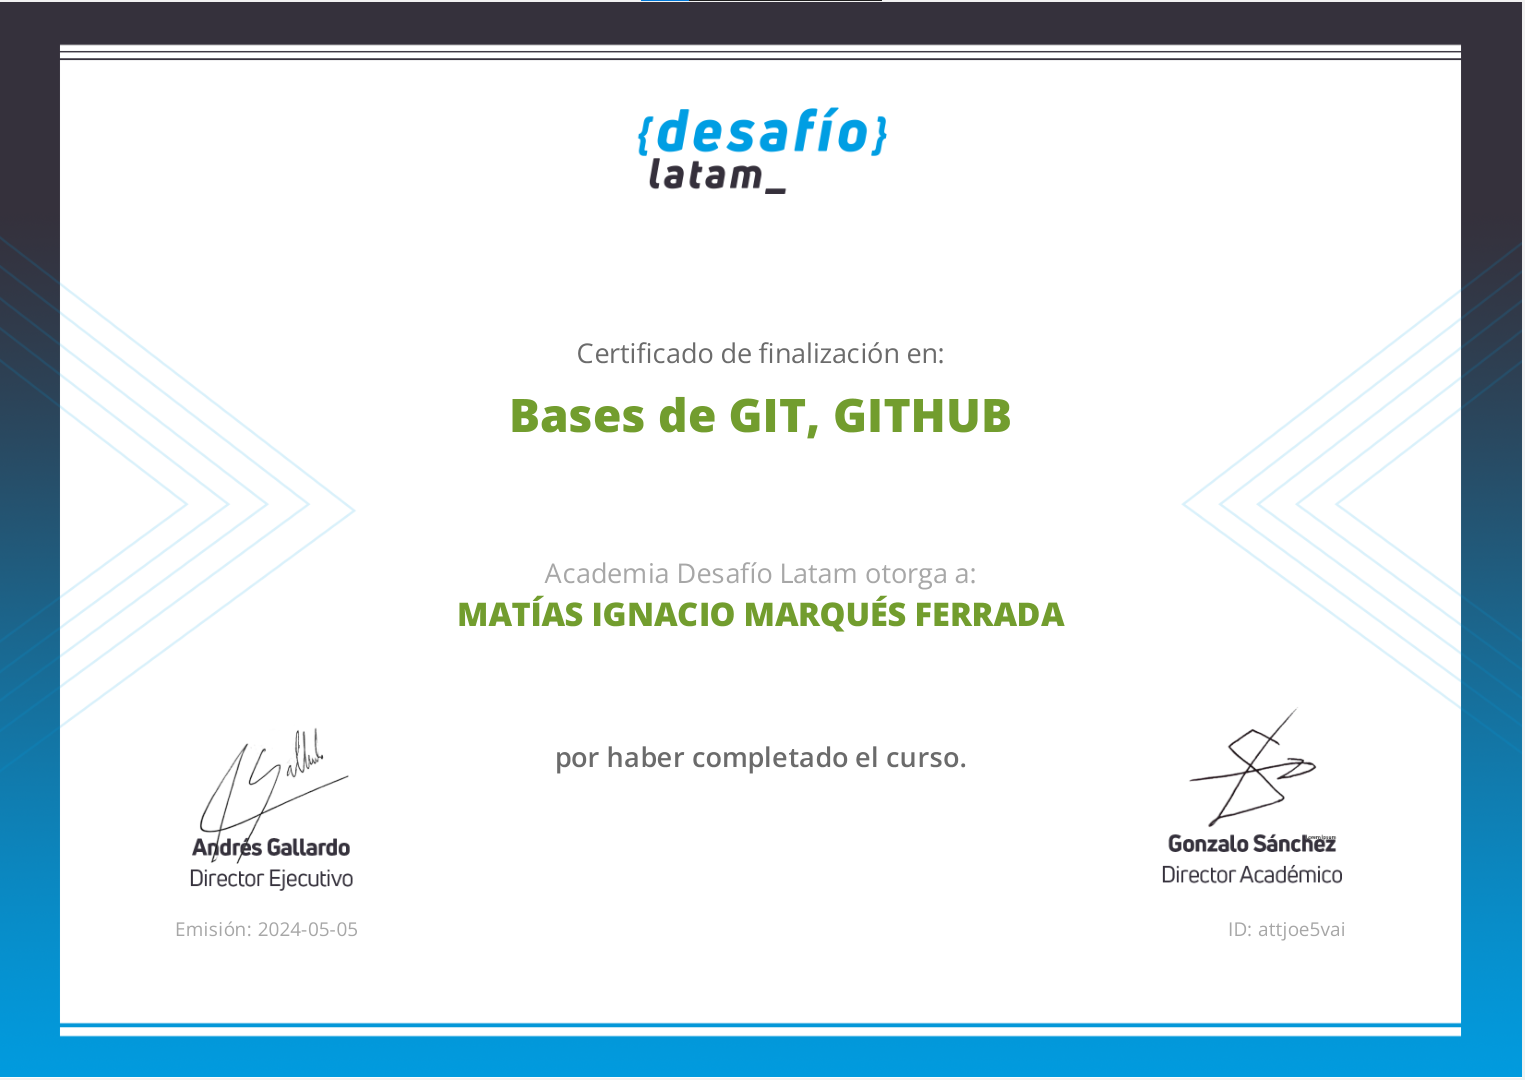 {desafío}
latam_
Certificado de finalización en:
Bases de GIT, GITHUB
Academia Desafío Latam otorga a:
MATÍAS IGNACIO MARQUÉS FERRADA
por haber completado el curso.
Andrés Gallardo
Director Ejecutivo
Emisión: 2024-05-05
Gonzalo Sánchez
Director Académico
ID: attjoe5vai